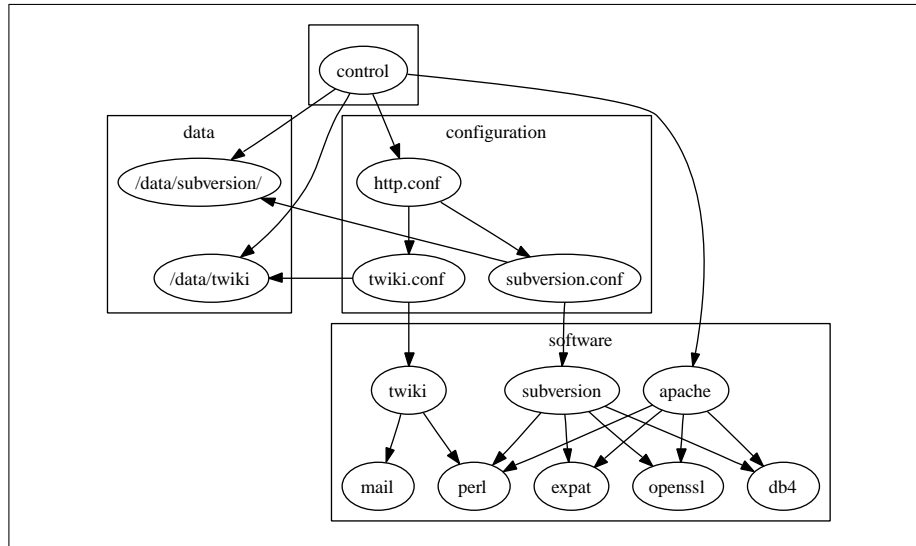 control
data
configuration
/data/subversion/
http.conf
/data/twiki
twiki.conf
subversion.conf
software
twiki
subversion
apache
mail
perl
expat
openssl
db4